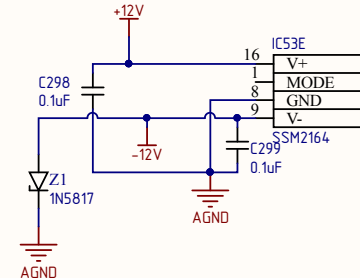 +12V
IC53E
16 V+
1 MODE
8 GND
9 V-
SSM2164
C298
0.1uF
-12V
C299
0.1uF
Z1
1N5817
AGND
AGND